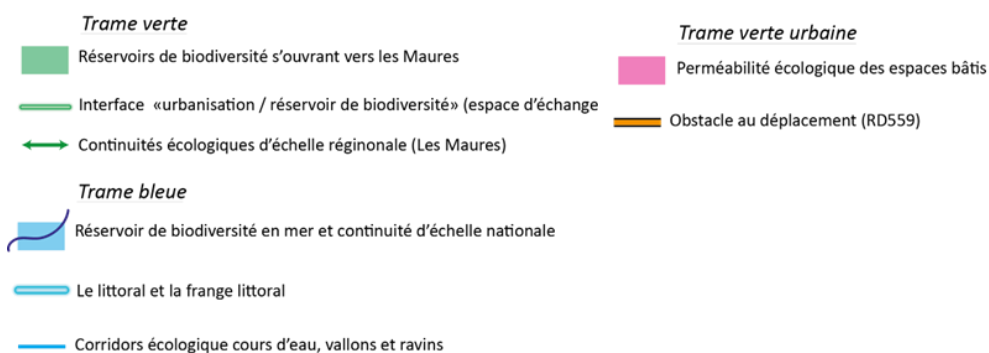 Trame verte
Réservoirs de biodiversité s'ouvrant vers les Maures
Interface «urbanisation / réservoir de biodiversité» (espace d'échange
Continuités écologiques d'échelle réginonale (Les Maures)
Trame bleue
Réservoir de biodiversité en mer et continuité d'échelle nationale
Le littoral et la frange littoral
Corridors écologique cours d'eau, vallons et ravins
Trame verte urbaine
Perméabilité écologique des espaces bâtis
Obstacle au déplacement (RD559)